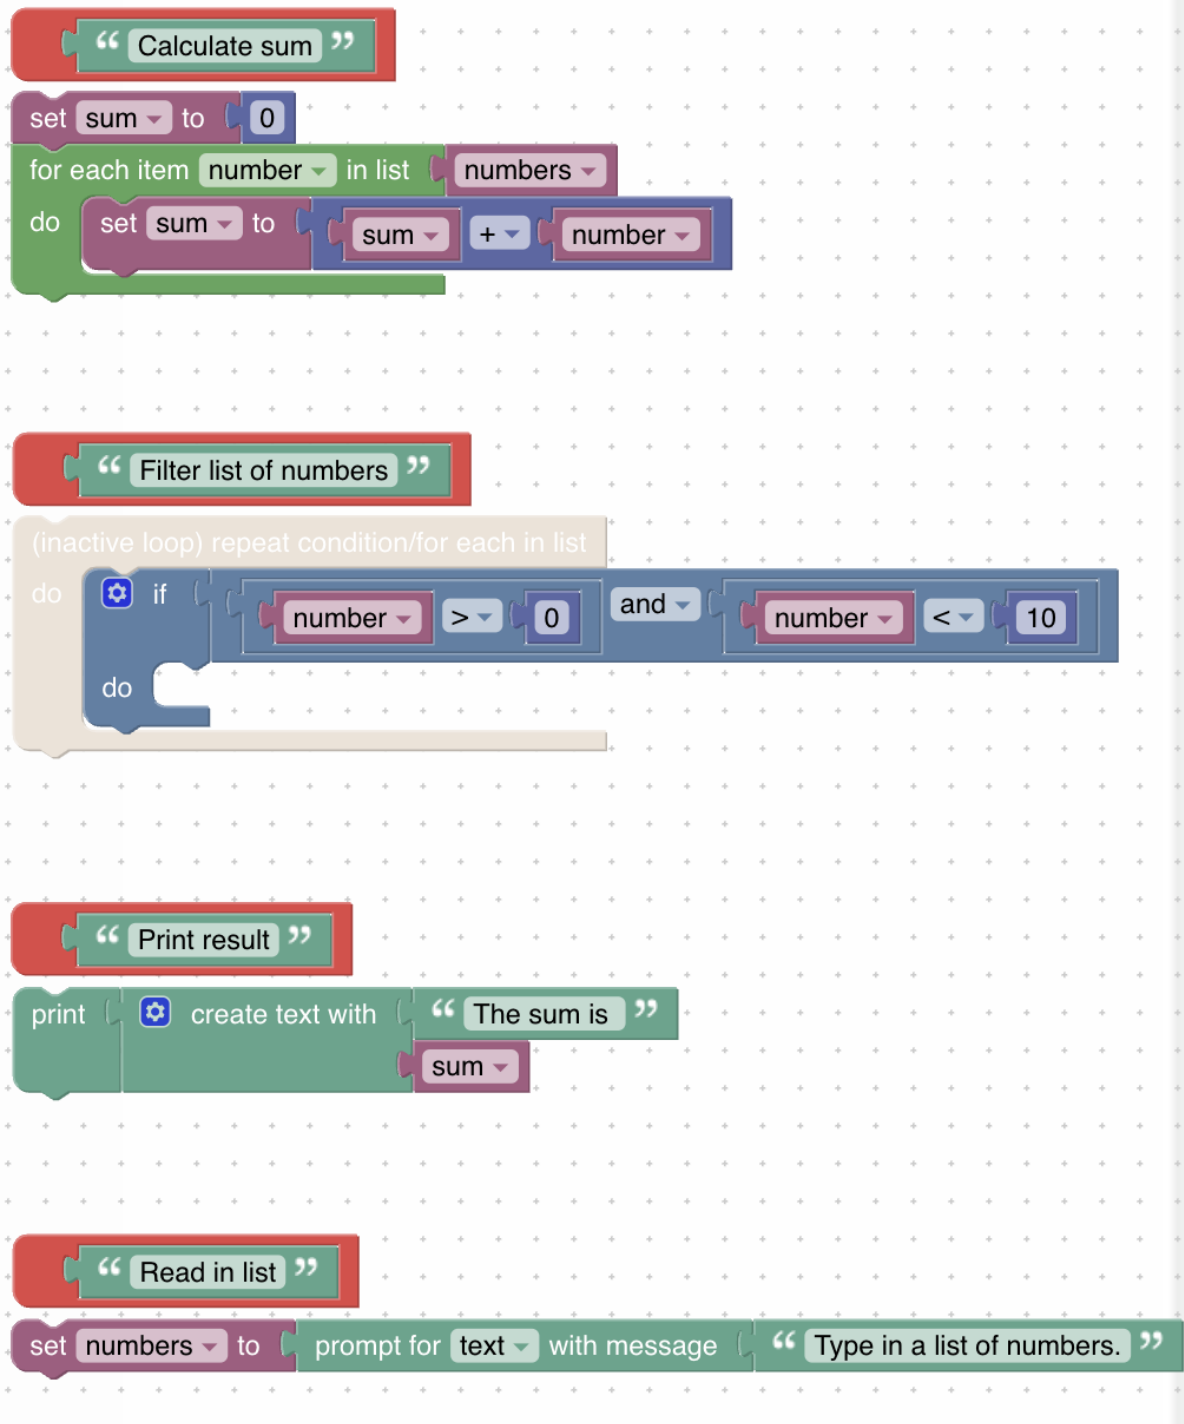 “ Calculate sum ”
set sum to 0
for each item number in list numbers
do set sum to sum + number
“ Filter list of numbers ”
(inactive loop) repeat condition/for each in list
do if number > 0 and number < 10
do
“ Print result ”
print create text with “ The sum is ”
sum
“ Read in list ”
set numbers to prompt for text with message “ Type in a list of numbers. ”